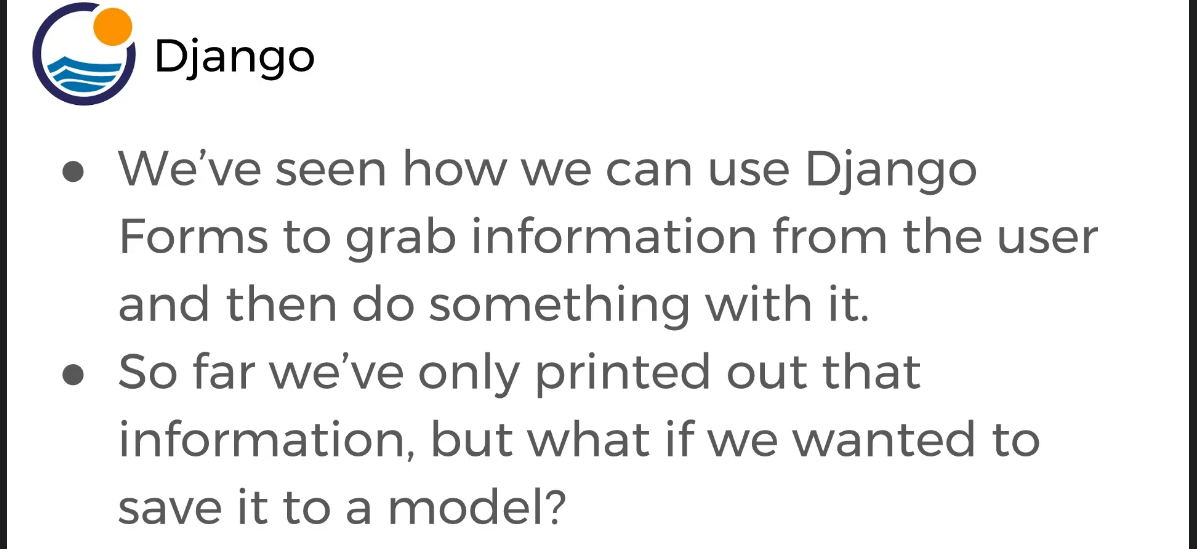 Django
• We’ve seen how we can use Django
Forms to grab information from the user
and then do something with it.
• So far we’ve only printed out that
information, but what if we wanted to
save it to a model?